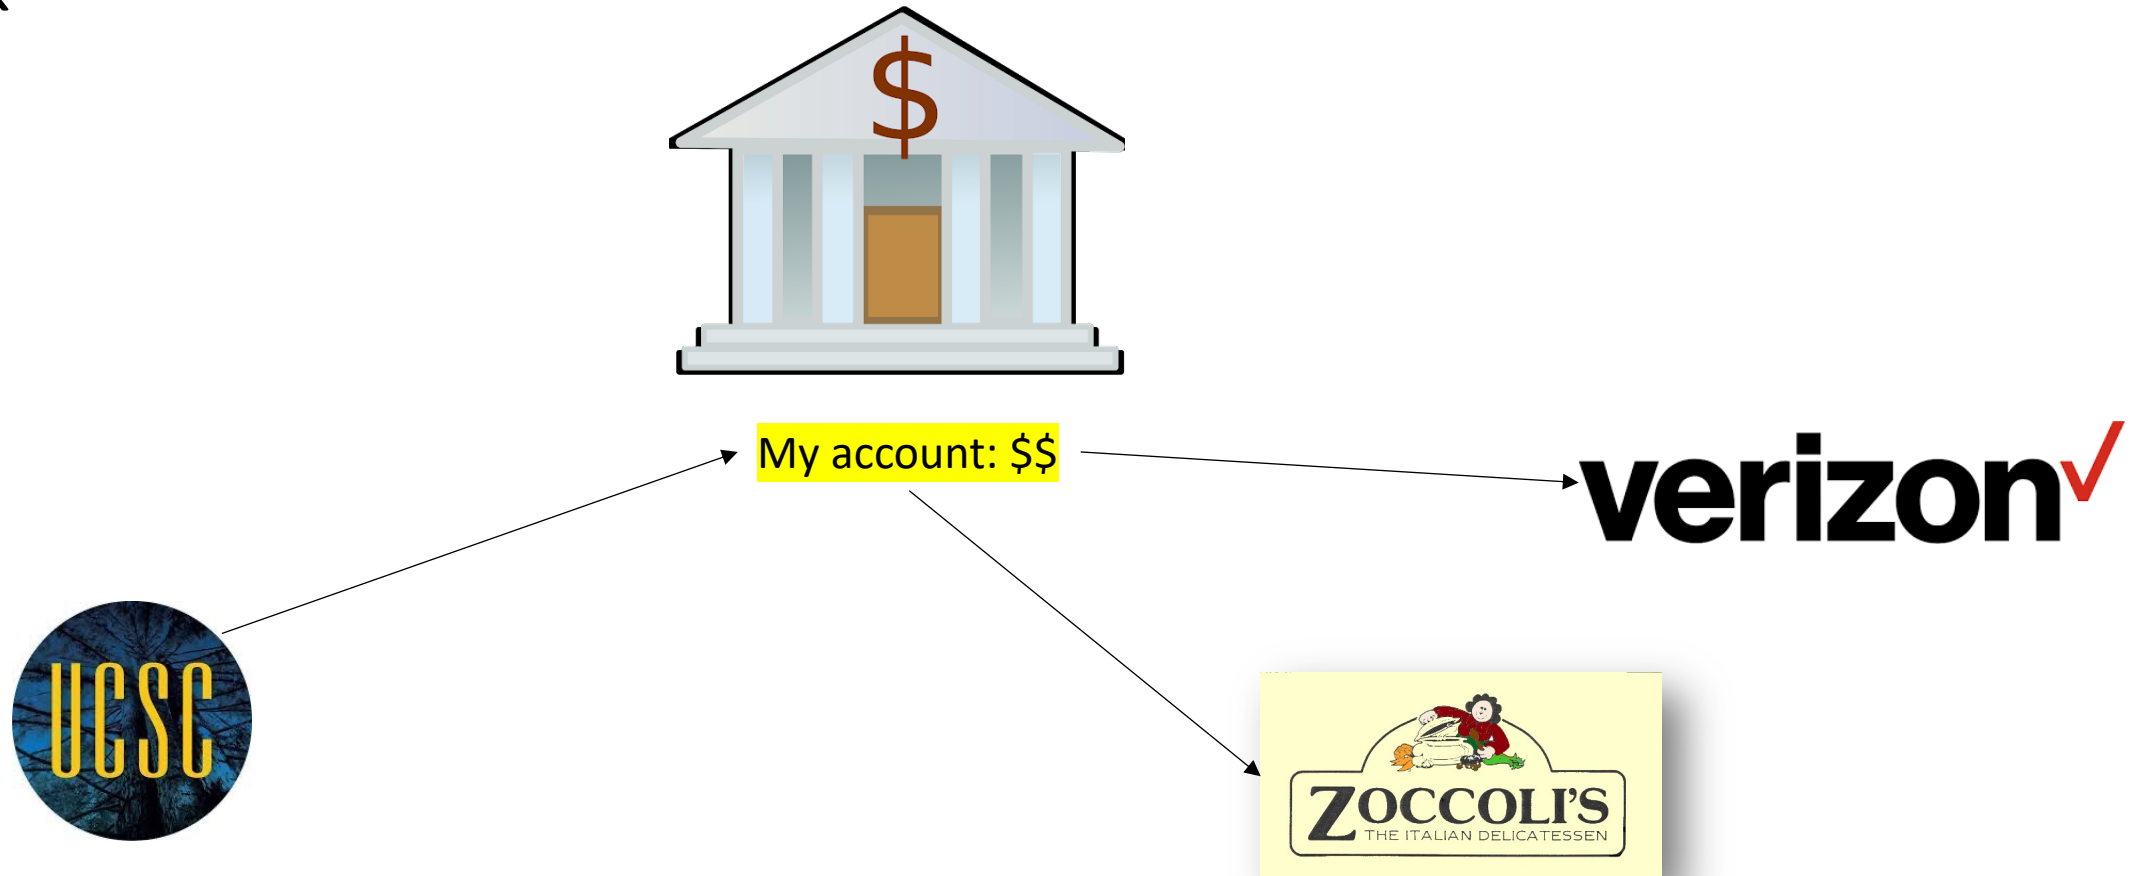 $
My account: $$
verizon
UCSC
ZOCCOLI'S
THE ITALIAN DELICATESSEN